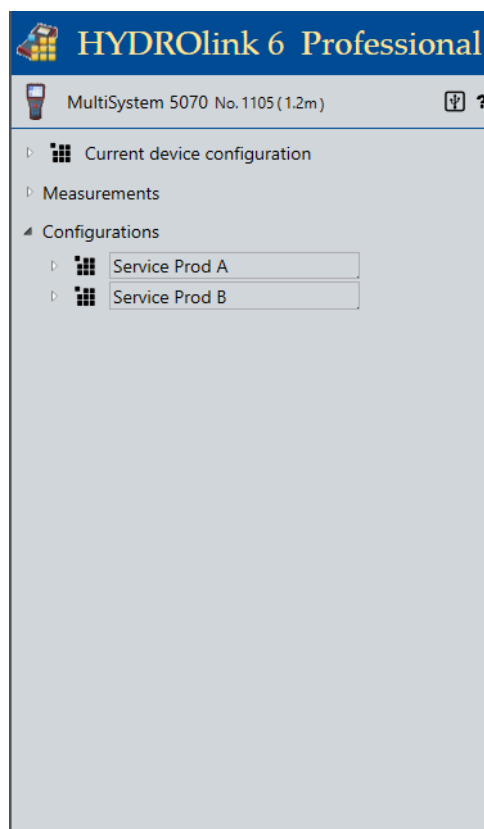 HYDROlink 6 Professional
MultiSystem 5070 No. 1105 (1.2m) ?
Current device configuration
Measurements
Configurations
Service Prod A
Service Prod B